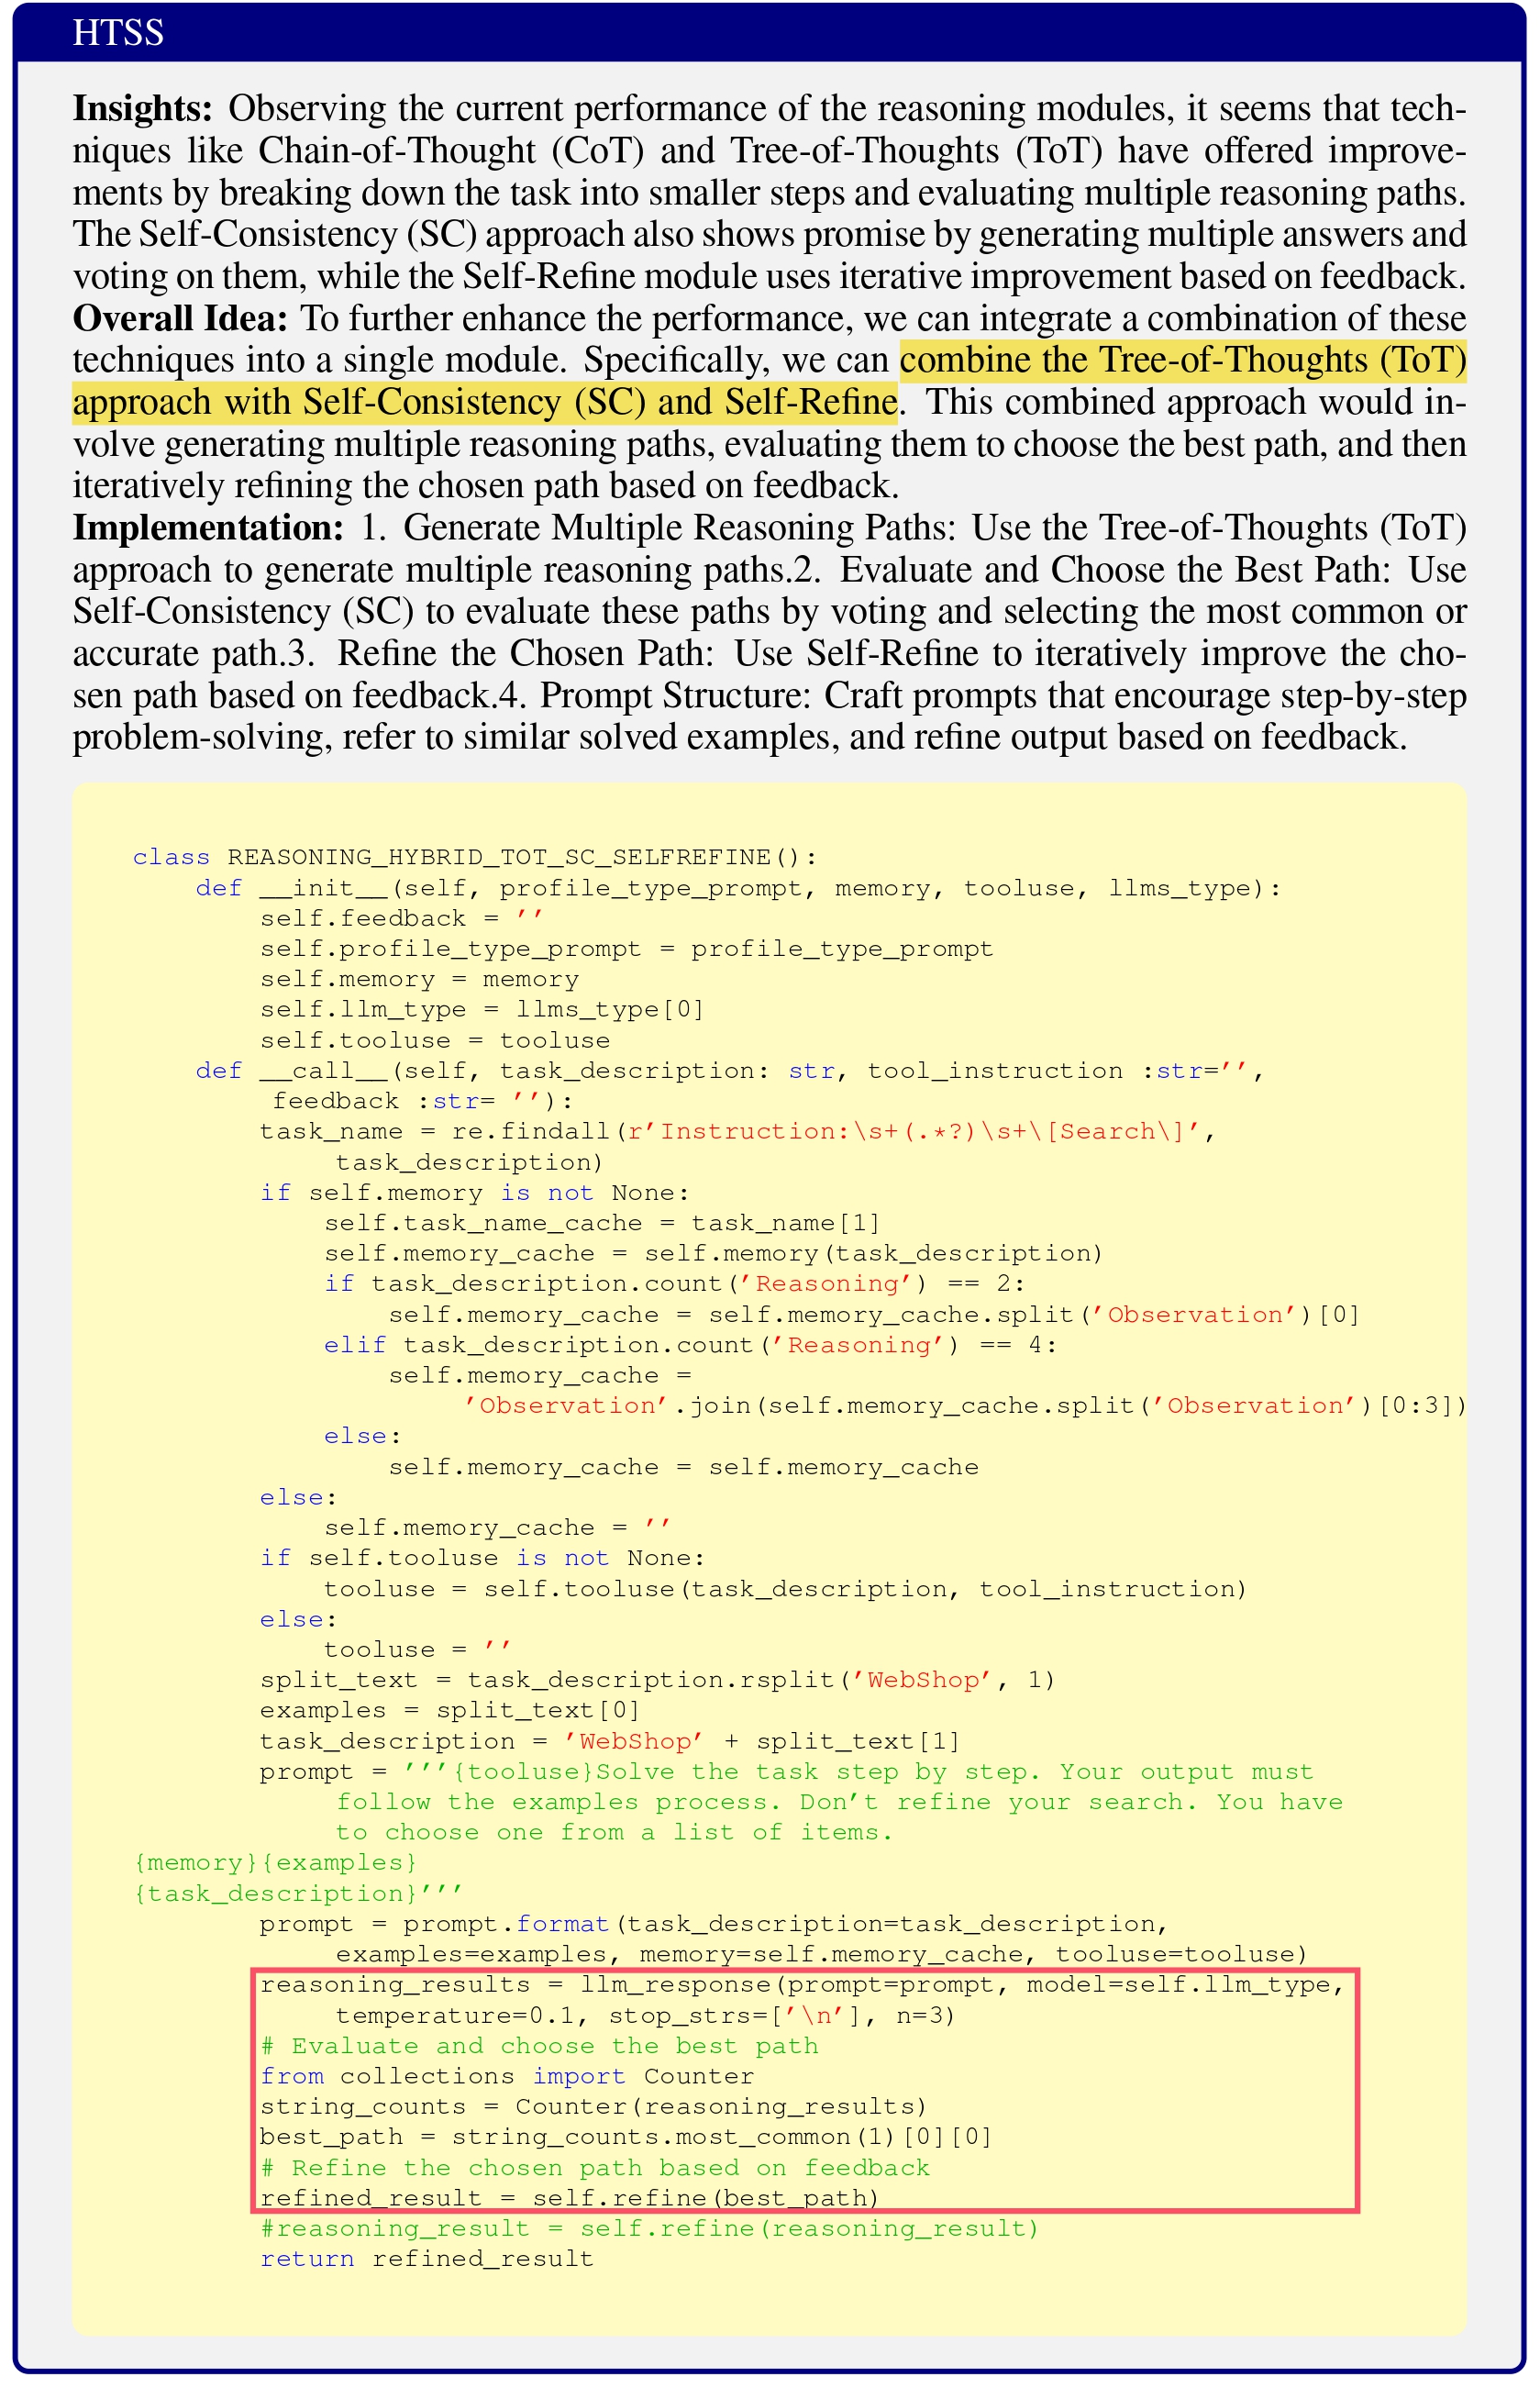 HTSS
Insights: Observing the current performance of the reasoning modules, it seems that tech-
niques like Chain-of-Thought (CoT) and Tree-of-Thoughts (ToT) have offered improve-
ments by breaking down the task into smaller steps and evaluating multiple reasoning paths.
The Self-Consistency (SC) approach also shows promise by generating multiple answers and
voting on them, while the Self-Refine module uses iterative improvement based on feedback.
Overall Idea: To further enhance the performance, we can integrate a combination of these
techniques into a single module. Specifically, we can combine the Tree-of-Thoughts (ToT)
approach with Self-Consistency (SC) and Self-Refine. This combined approach would in-
volve generating multiple reasoning paths, evaluating them to choose the best path, and then
iteratively refining the chosen path based on feedback.
Implementation: 1. Generate Multiple Reasoning Paths: Use the Tree-of-Thoughts (ToT)
approach to generate multiple reasoning paths.2. Evaluate and Choose the Best Path: Use
Self-Consistency (SC) to evaluate these paths by voting and selecting the most common or
accurate path.3. Refine the Chosen Path: Use Self-Refine to iteratively improve the cho-
sen path based on feedback.4. Prompt Structure: Craft prompts that encourage step-by-step
problem-solving, refer to similar solved examples, and refine output based on feedback.
class REASONING_HYBRID_TOT_SC_SELFREFINE():
    def __init__(self, profile_type_prompt, memory, tooluse, llms_type):
        self.feedback = ''
        self.profile_type_prompt = profile_type_prompt
        self.memory = memory
        self.llm_type = llms_type[0]
        self.tooluse = tooluse
    def __call__(self, task_description: str, tool_instruction :str='',
         feedback :str= ''):
        task_name = re.findall(r'Instruction:\s+(.*?)\s+\[Search\]',
             task_description)
        if self.memory is not None:
            self.task_name_cache = task_name[1]
            self.memory_cache = self.memory(task_description)
            if task_description.count('Reasoning') == 2:
                self.memory_cache = self.memory_cache.split('Observation')[0]
            elif task_description.count('Reasoning') == 4:
                self.memory_cache =
                     'Observation'.join(self.memory_cache.split('Observation')[0:3])
            else:
                self.memory_cache = self.memory_cache
        else:
            self.memory_cache = ''
        if self.tooluse is not None:
            tooluse = self.tooluse(task_description, tool_instruction)
        else:
            tooluse = ''
        split_text = task_description.rsplit('WebShop', 1)
        examples = split_text[0]
        task_description = 'WebShop' + split_text[1]
        prompt = '''{tooluse}Solve the task step by step. Your output must
             follow the examples process. Don't refine your search. You have
             to choose one from a list of items.
{memory}{examples}
{task_description}'''
        prompt = prompt.format(task_description=task_description,
             examples=examples, memory=self.memory_cache, tooluse=tooluse)
        reasoning_results = llm_response(prompt=prompt, model=self.llm_type,
             temperature=0.1, stop_strs=['\n'], n=3)
        # Evaluate and choose the best path
        from collections import Counter
        string_counts = Counter(reasoning_results)
        best_path = string_counts.most_common(1)[0][0]
        # Refine the chosen path based on feedback
        refined_result = self.refine(best_path)
        #reasoning_result = self.refine(reasoning_result)
        return refined_result